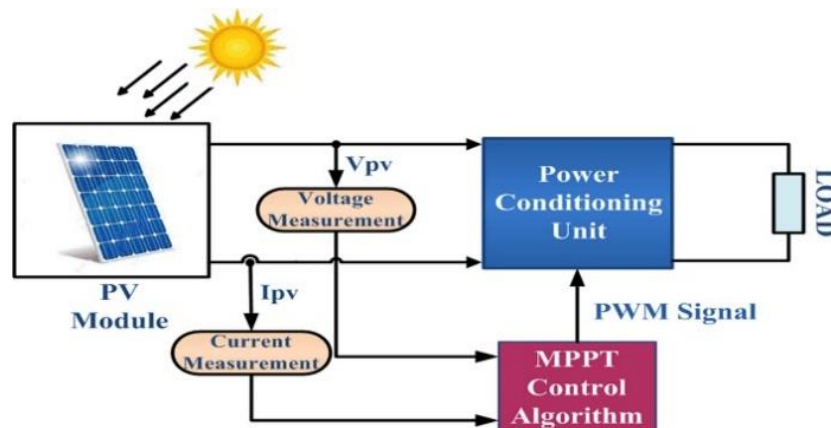 Vpv
Voltage
Measurement
Power
Conditioning
Unit
LOAD
PV
Module
Ipv
Current
Measurement
PWM Signal
MPPT
Control
Algorithm